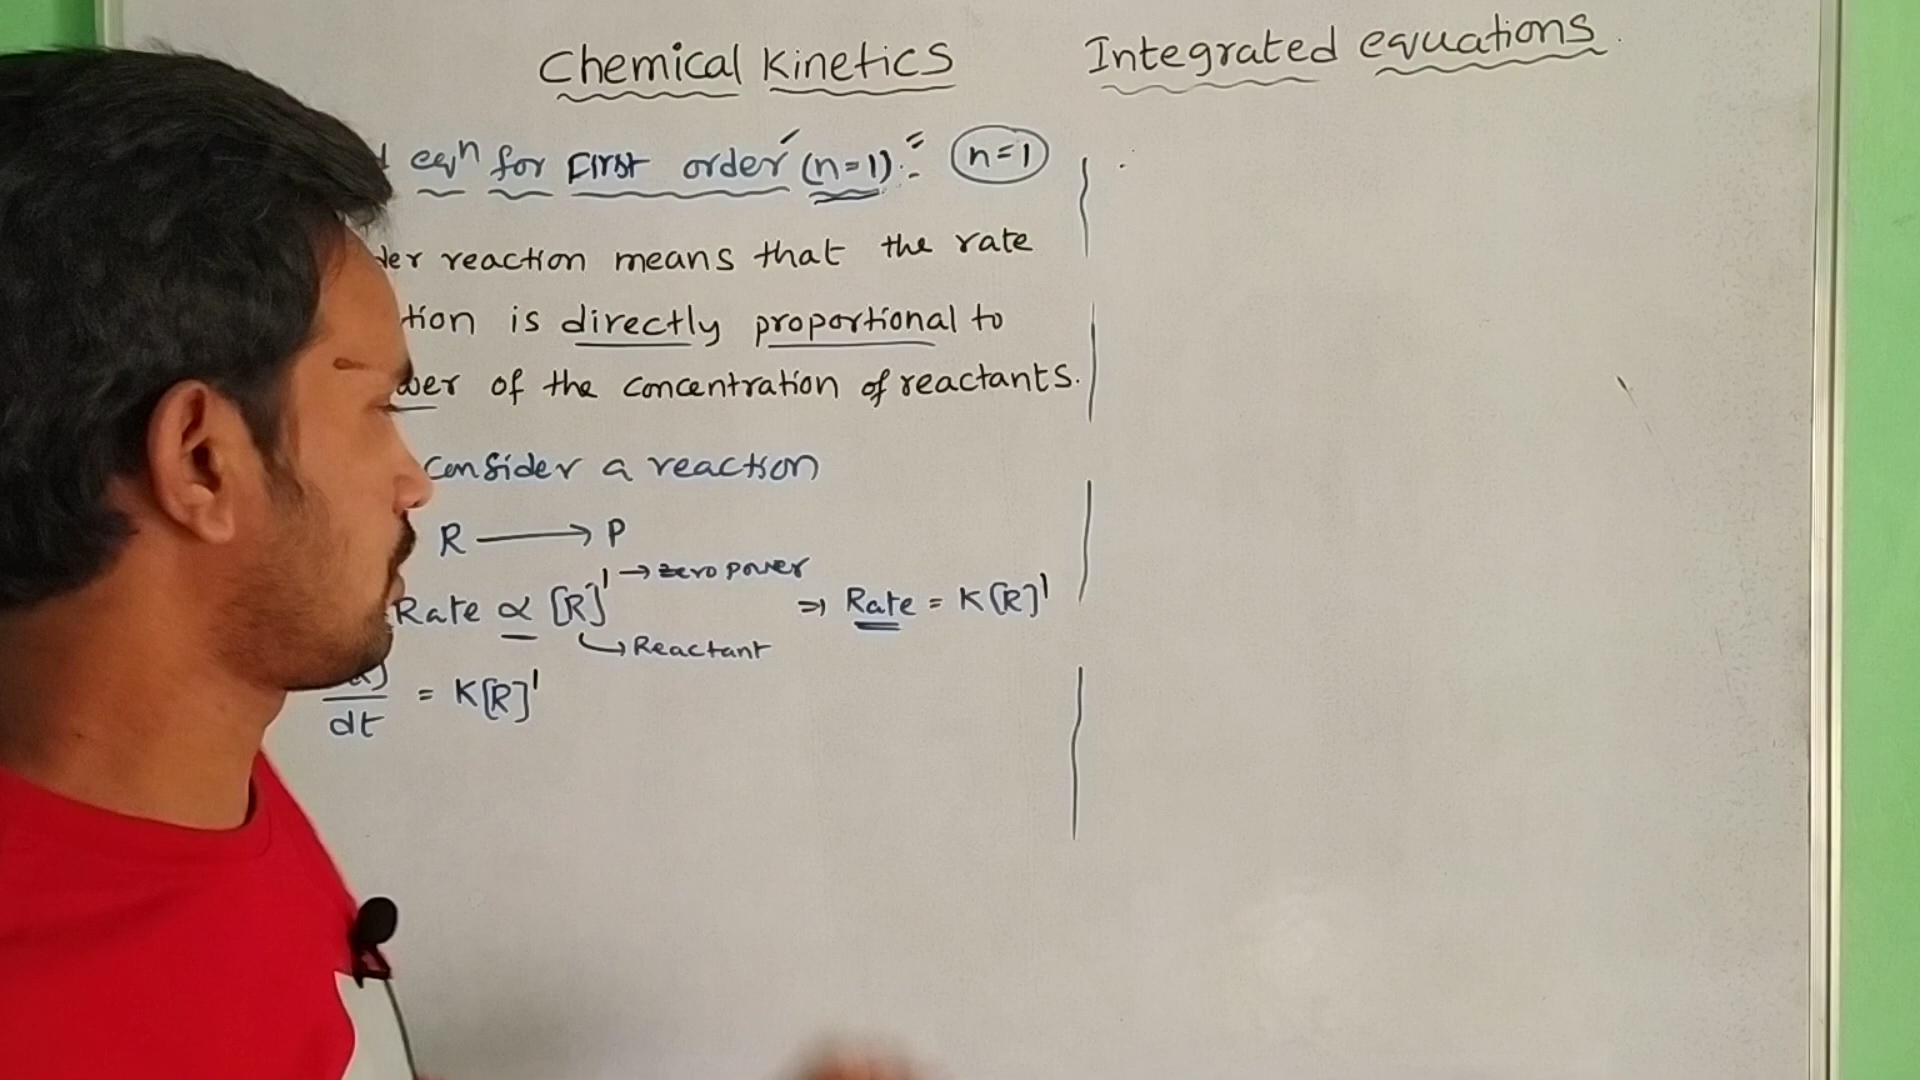 Chemical Kinetics Integrated equations
eqn for First order (n=1):- n=1
reaction means that the rate
is directly proportional to
of the concentration of reactants.
consider a reaction
R → P
→ zero power
Rate ∝ [R]¹ ⇒ Rate = K[R]¹
↳ Reactant
dt = K[R]¹